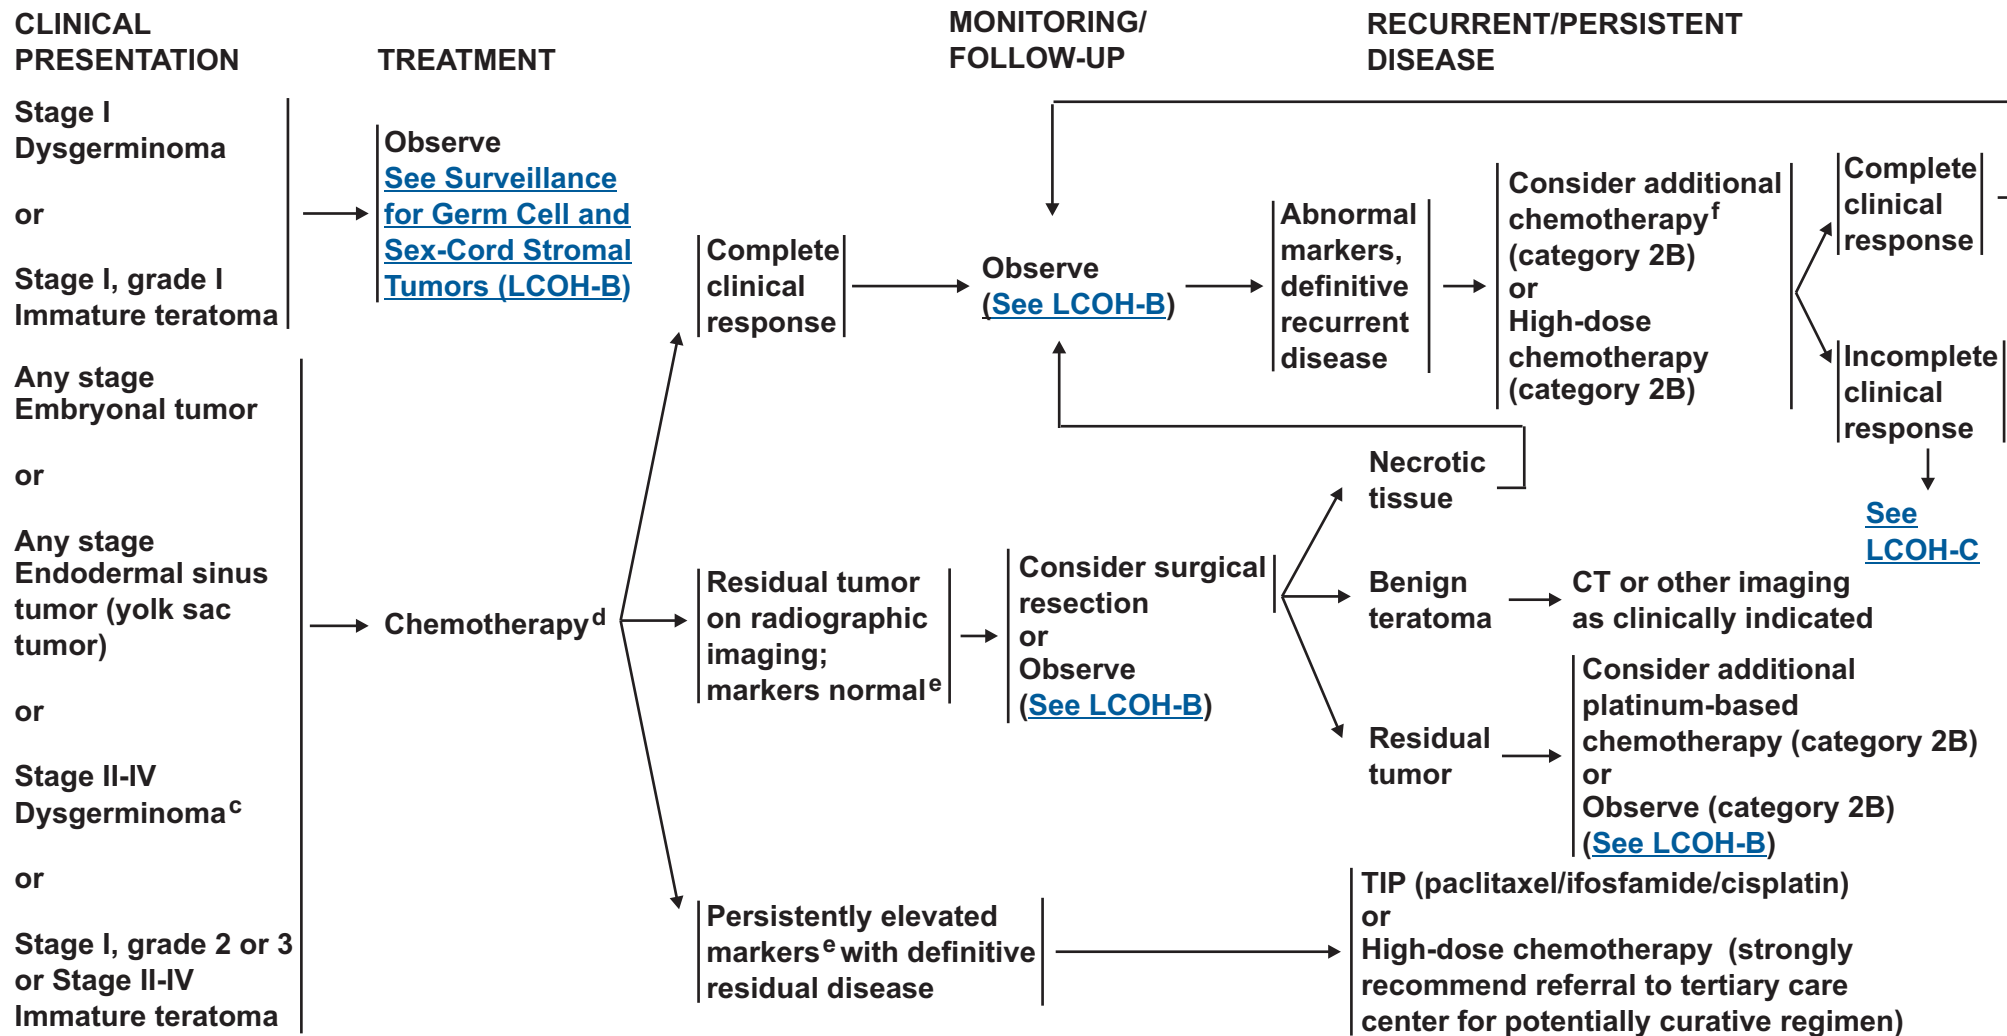 CLINICAL
PRESENTATION
TREATMENT
MONITORING/
FOLLOW-UP
RECURRENT/PERSISTENT
DISEASE
Stage I
Dysgerminoma
or
Stage I, grade I
Immature teratoma
Observe
See Surveillance
for Germ Cell and
Sex-Cord Stromal
Tumors (LCOH-B)
Any stage
Embryonal tumor
or
Any stage
Endodermal sinus
tumor (yolk sac
tumor)
or
Stage II-IV
Dysgerminoma c
or
Stage I, grade 2 or 3
or Stage II-IV
Immature teratoma
Chemotherapy d
Complete
clinical
response
Observe
(See LCOH-B)
Abnormal
markers,
definitive
recurrent
disease
Consider additional
chemotherapy f
(category 2B)
or
High-dose
chemotherapy
(category 2B)
Complete
clinical
response
Incomplete
clinical
response
See
LCOH-C
Residual tumor
on radiographic
imaging;
markers normal e
Consider surgical
resection
or
Observe
(See LCOH-B)
Necrotic
tissue
Benign
teratoma
CT or other imaging
as clinically indicated
Residual
tumor
Consider additional
platinum-based
chemotherapy (category 2B)
or
Observe (category 2B)
(See LCOH-B)
Persistently elevated
markers e with definitive
residual disease
TIP (paclitaxel/ifosfamide/cisplatin)
or
High-dose chemotherapy (strongly
recommend referral to tertiary care
center for potentially curative regimen)